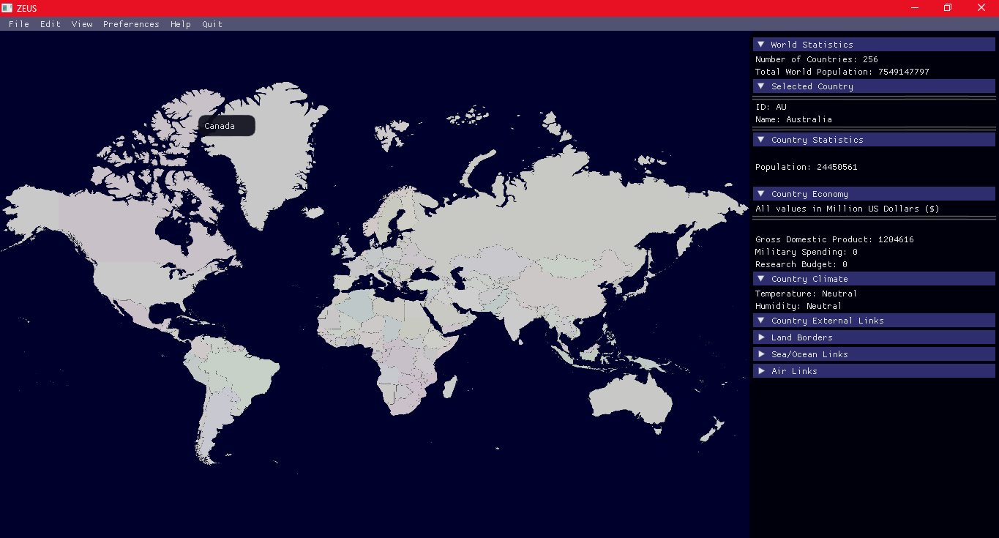 ZEUS
File Edit View Preferences Help Quit
Canada
World Statistics
Number of Countries: 256
Total World Population: 7549147797
Selected Country
ID: AU
Name: Australia
Country Statistics
Population: 24450561
Country Economy
All values in Million US Dollars ($)
Gross Domestic Product: 1204616
Military Spending: 0
Research Budget: 0
Country Climate
Temperature: Neutral
Humidity: Neutral
Country External Links
Land Borders
Sea/Ocean Links
Air Links